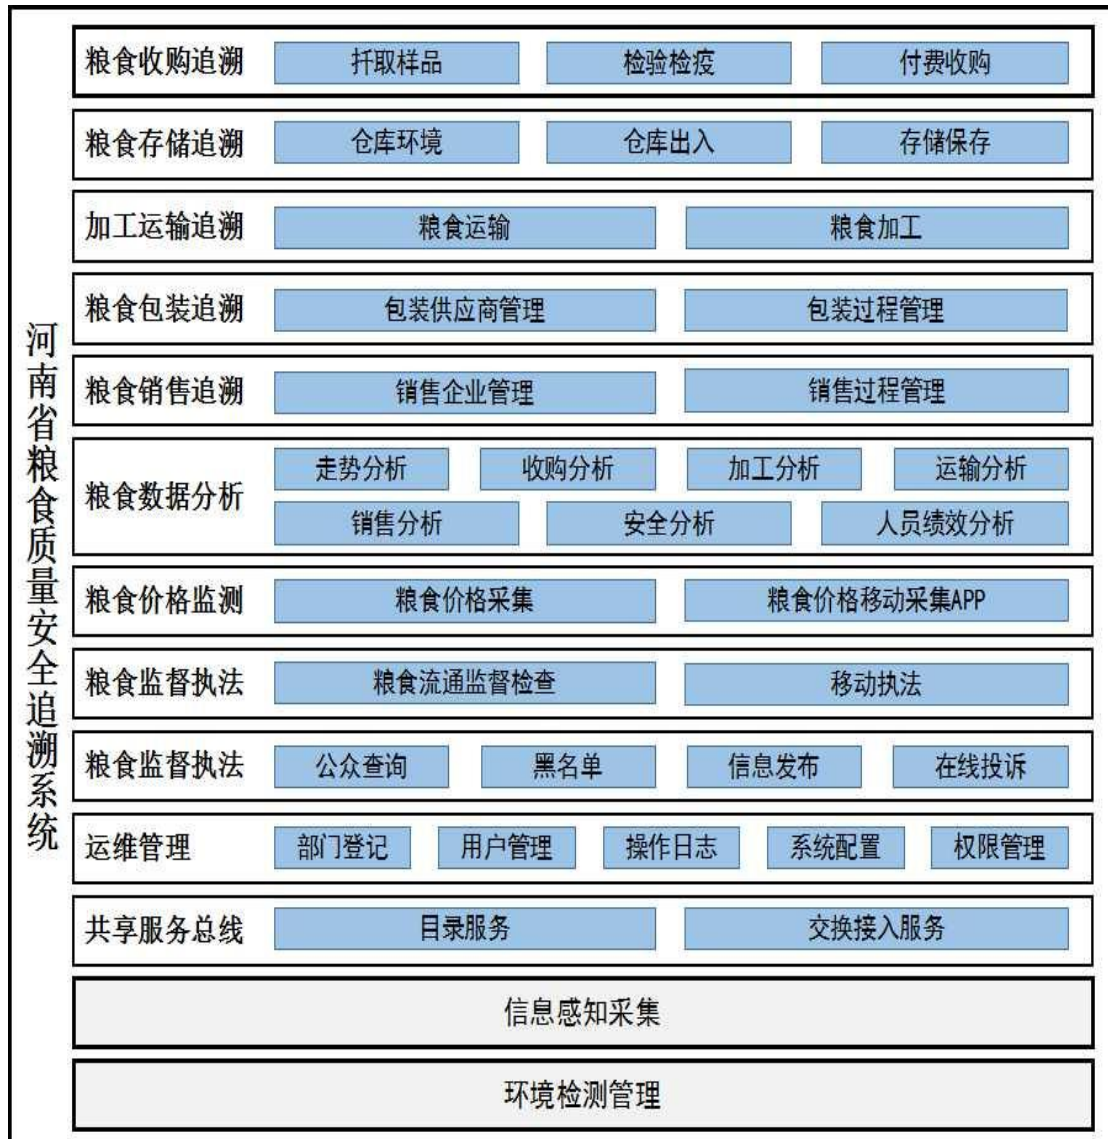 河南省粮食质量安全追溯系统
粮食收购追溯 扦取样品 检验检疫 付费收购
粮食存储追溯 仓库环境 仓库出入 存储保存
加工运输追溯 粮食运输 粮食加工
粮食包装追溯 包装供应商管理 包装过程管理
粮食销售追溯 销售企业管理 销售过程管理
粮食数据分析
走势分析 收购分析 加工分析 运输分析
销售分析 安全分析 人员绩效分析
粮食价格监测 粮食价格采集 粮食价格移动采集APP
粮食监督执法 粮食流通监督检查 移动执法
粮食监督执法 公众查询 黑名单 信息发布 在线投诉
运维管理 部门登记 用户管理 操作日志 系统配置 权限管理
共享服务总线 目录服务 交换接入服务
信息感知采集
环境检测管理